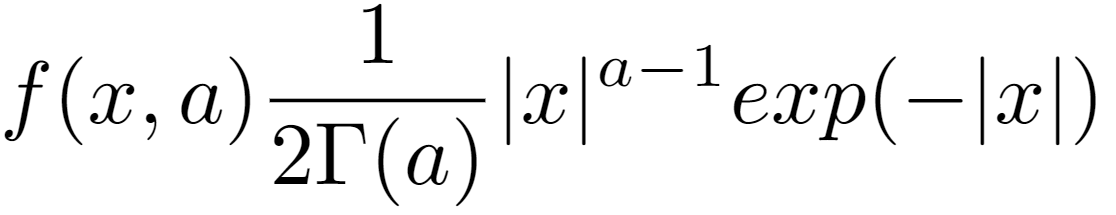 f(x, a) \frac{1}{2\Gamma(a)} |x|^{a-1} exp(-|x|)